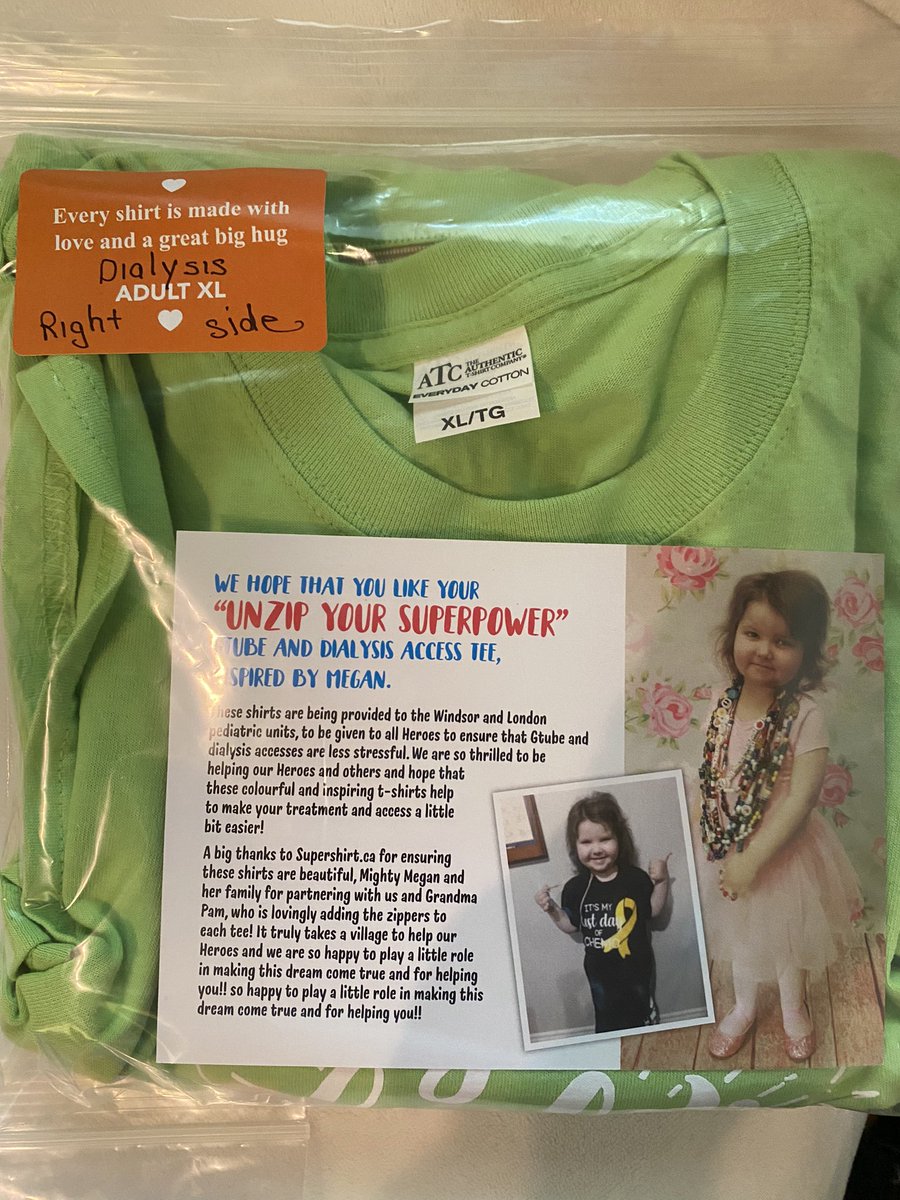 Every shirt is made with
love and a great big hug
Dialysis
ADULT XL
Right side
ATC THE AUTHENTIC T-SHIRT COMPANY®
EVERYDAY COTTON
XL/TG
WE HOPE THAT YOU LIKE YOUR
“UNZIP YOUR SUPERPOWER”
GTUBE AND DIALYSIS ACCESS TEE,
INSPIRED BY MEGAN.
These shirts are being provided to the Windsor and London
pediatric units, to be given to all Heroes to ensure that Gtube and
dialysis accesses are less stressful. We are so thrilled to be
helping our Heroes and others and hope that
these colourful and inspiring t-shirts help
to make your treatment and access a little
bit easier!
A big thanks to Supershirt.ca for ensuring
these shirts are beautiful, Mighty Megan and
her family for partnering with us and Grandma
Pam, who is lovingly adding the zippers to
each tee! It truly takes a village to help our
Heroes and we are so happy to play a little role
in making this dream come true and for helping
you!! so happy to play a little role in making this
dream come true and for helping you!!
IT'S MY
last day
OF
CHEMO